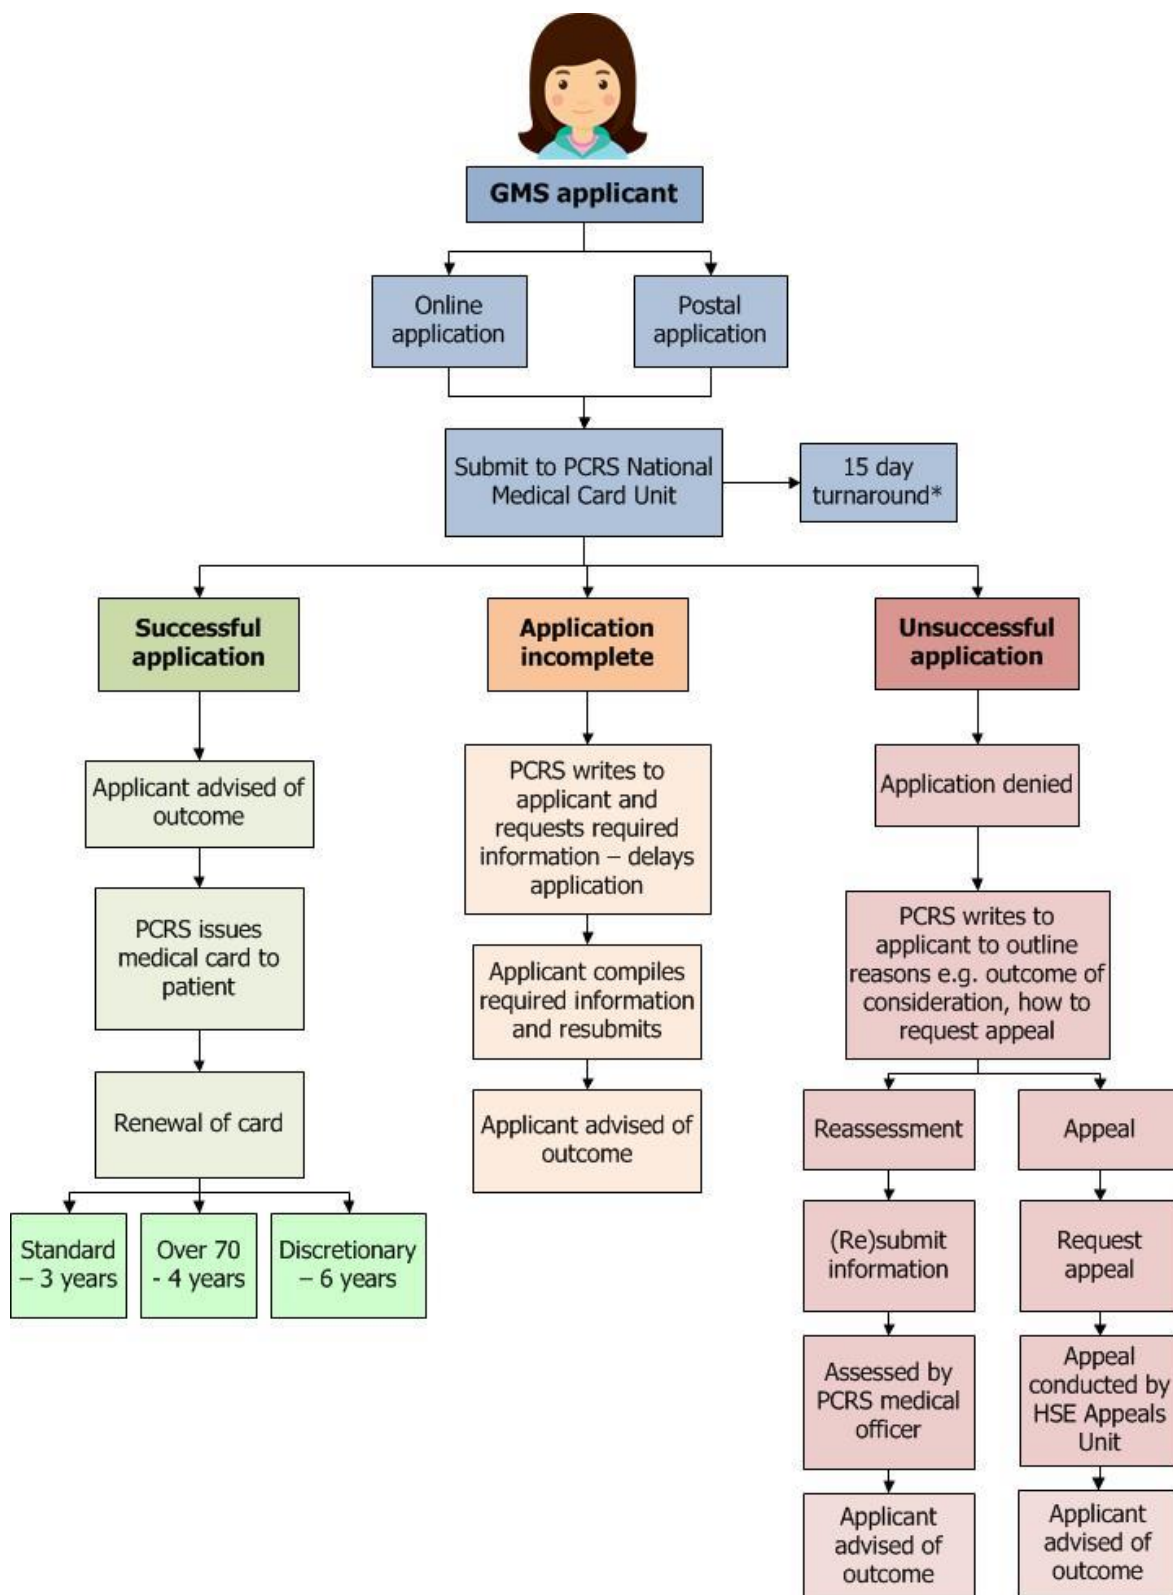 GMS applicant
Online
application
Postal
application
Submit to PCRS National
Medical Card Unit
15 day
turnaround*
Successful
application
Application
incomplete
Unsuccessful
application
Applicant advised of
outcome
PCRS issues
medical card to
patient
Renewal of card
Standard
– 3 years
Over 70
- 4 years
Discretionary
– 6 years
PCRS writes to
applicant and
requests required
information – delays
application
Applicant compiles
required information
and resubmits
Applicant advised of
outcome
Application denied
PCRS writes to
applicant to outline
reasons e.g. outcome of
consideration, how to
request appeal
Reassessment
(Re)submit
information
Assessed by
PCRS medical
officer
Applicant
advised of
outcome
Appeal
Request
appeal
Appeal
conducted by
HSE Appeals
Unit
Applicant
advised of
outcome